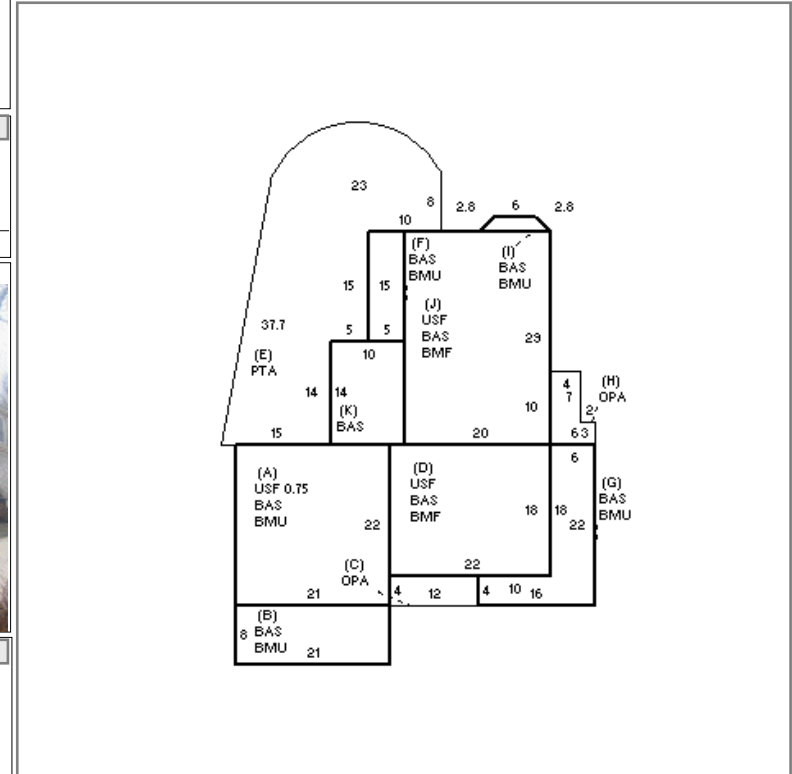 23
8
2.8
6
2.8
10
(F)
BAS
BMU
(I)
BAS
BMU
15
15
(J)
USF
BAS
BMF
37.7
5
5
29
(E)
PTA
10
14
14
(K)
BAS
4
7
(H)
OPA
10
2
15
20
6
3
6
(A)
USF 0.75
BAS
BMU
(D)
USF
BAS
BMF
(G)
BAS
BMU
22
18
18
22
22
(C)
OPA
21
4
12
4
10
16
(B)
BAS
BMU
8
21